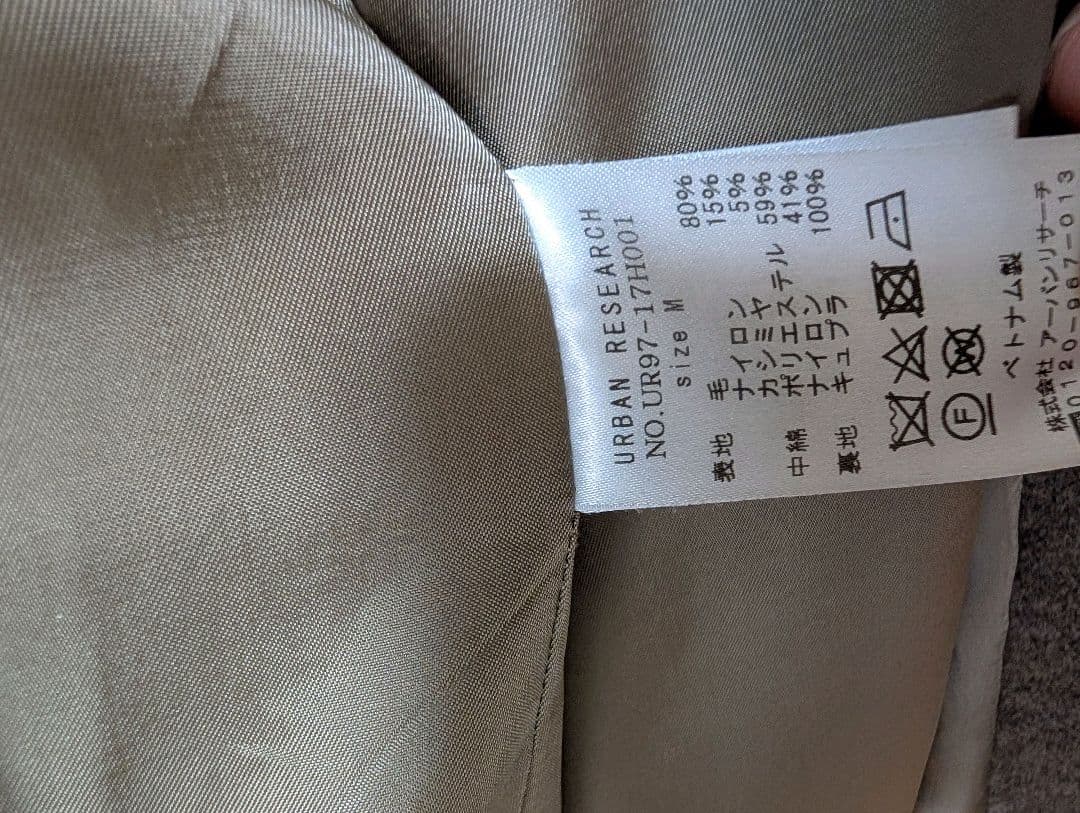 URBAN RESEARCH
NO.UR97-17H001
size M
表地 毛 80%
ナイロン 15%
カシミヤ 5%
中綿 ポリエステル 59%
ナイロン 41%
裏地 キュプラ 100%
F
W
ベトナム製
株式会社 アーバンリサーチ
0120-967-013